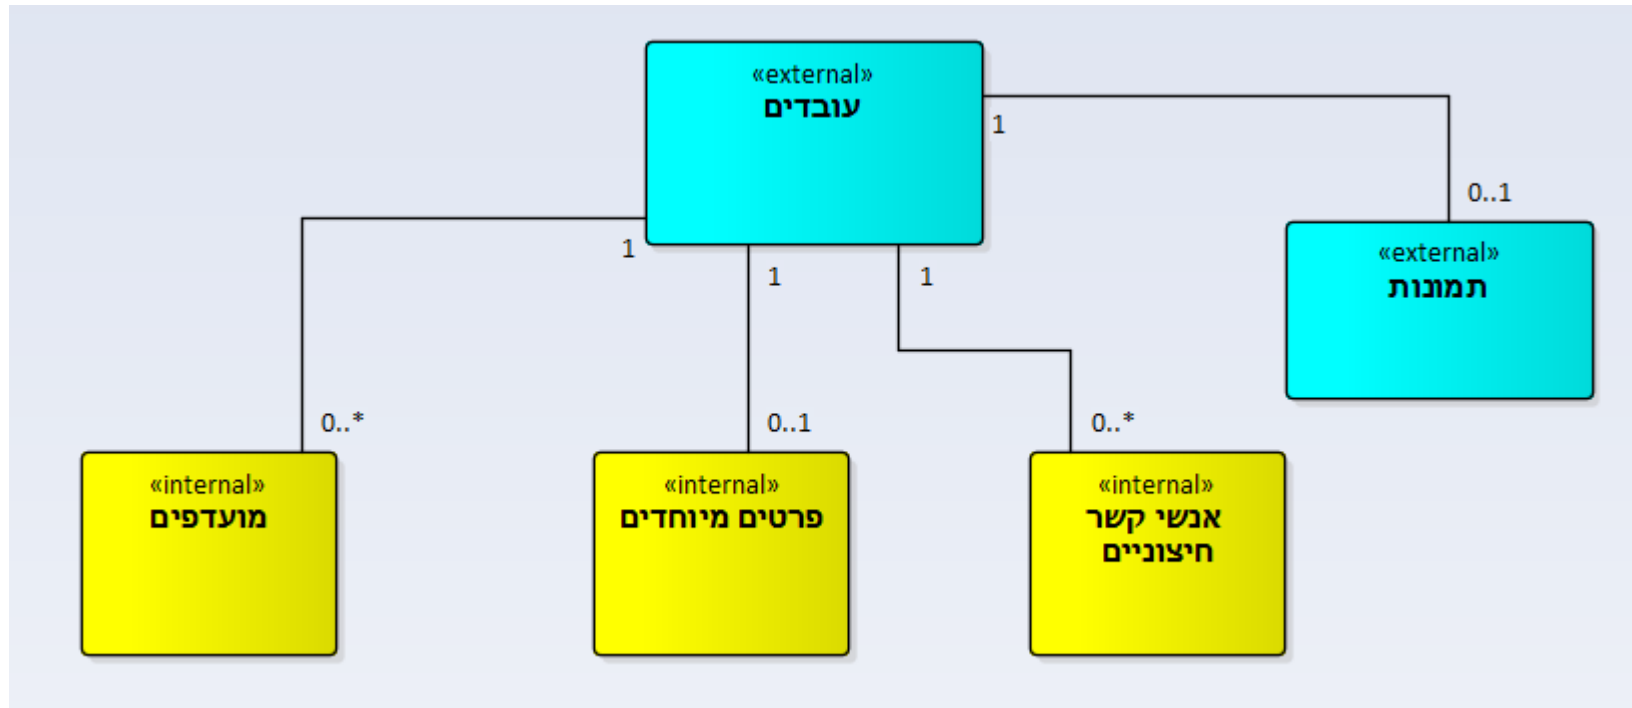 «external»
עובדים
1
0..1
«external»
תמונות
1
1
1
0..*
0..1
0..*
«internal»
מועדפים
«internal»
פרטים מיוחדים
«internal»
אנשי קשר
חיצוניים